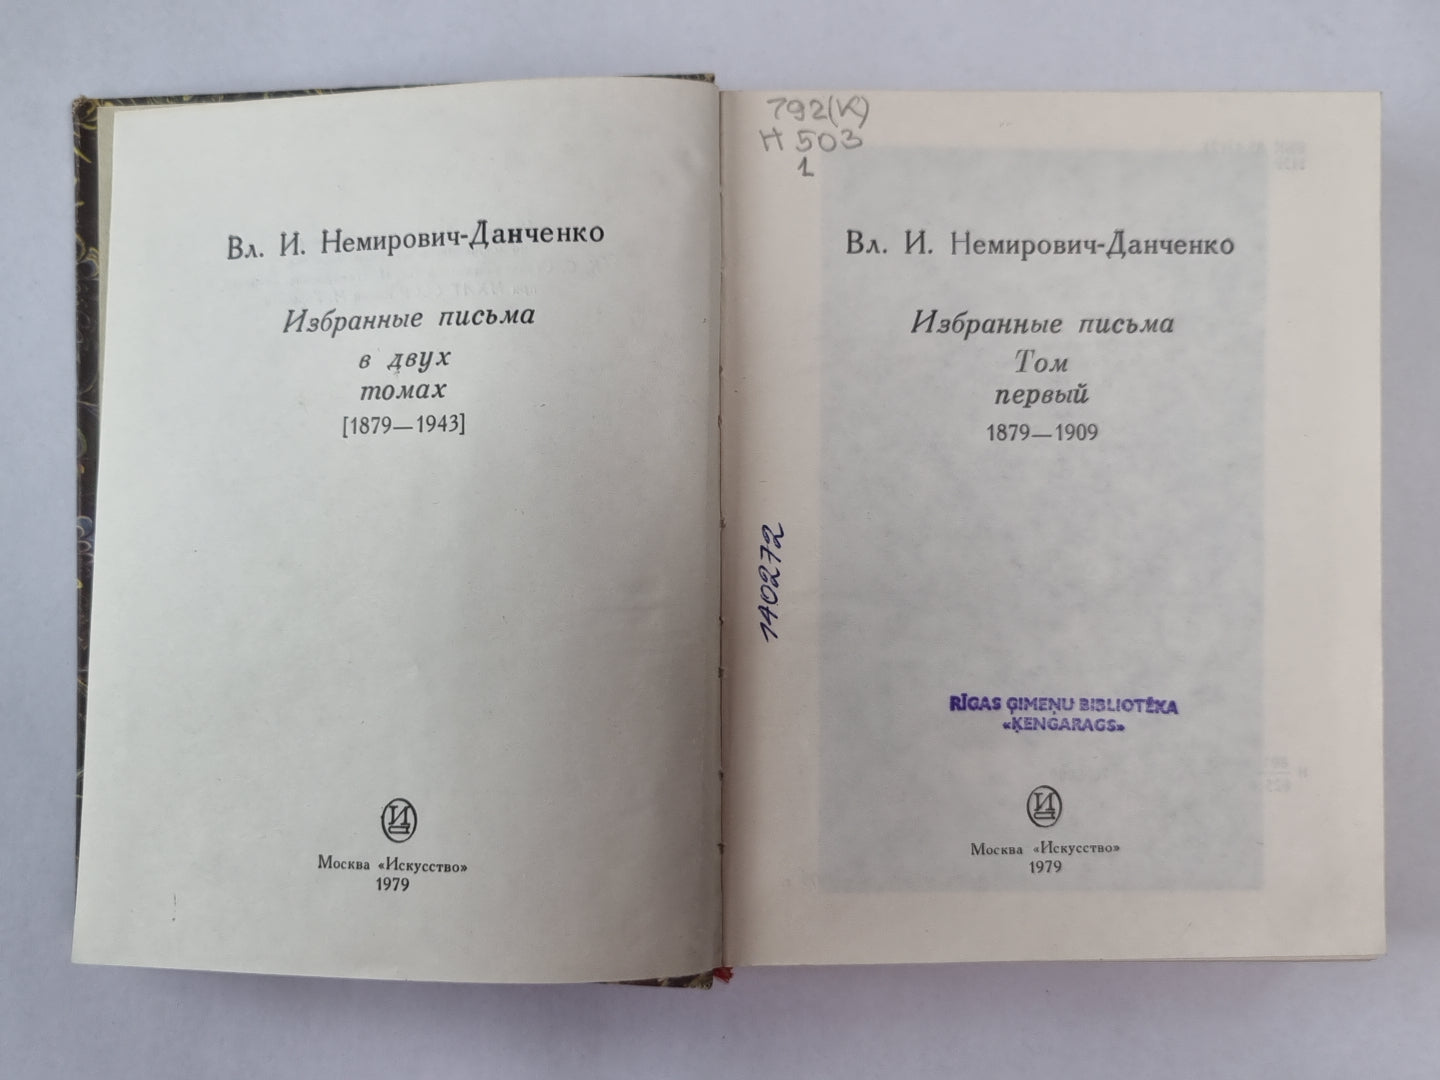 Вл. И. Немирович-Данченко
Избранные письма
в двух
томах
[1879—1943]
И
Москва «Искусство»
1979
792(К)
Н 503
1
Вл. И. Немирович-Данченко
Избранные письма
Том
первый
1879—1909
140272
RĪGAS ĢIMEŅU BIBLIOTĒKA
«ĶENGARAGS»
И
Москва «Искусство»
1979